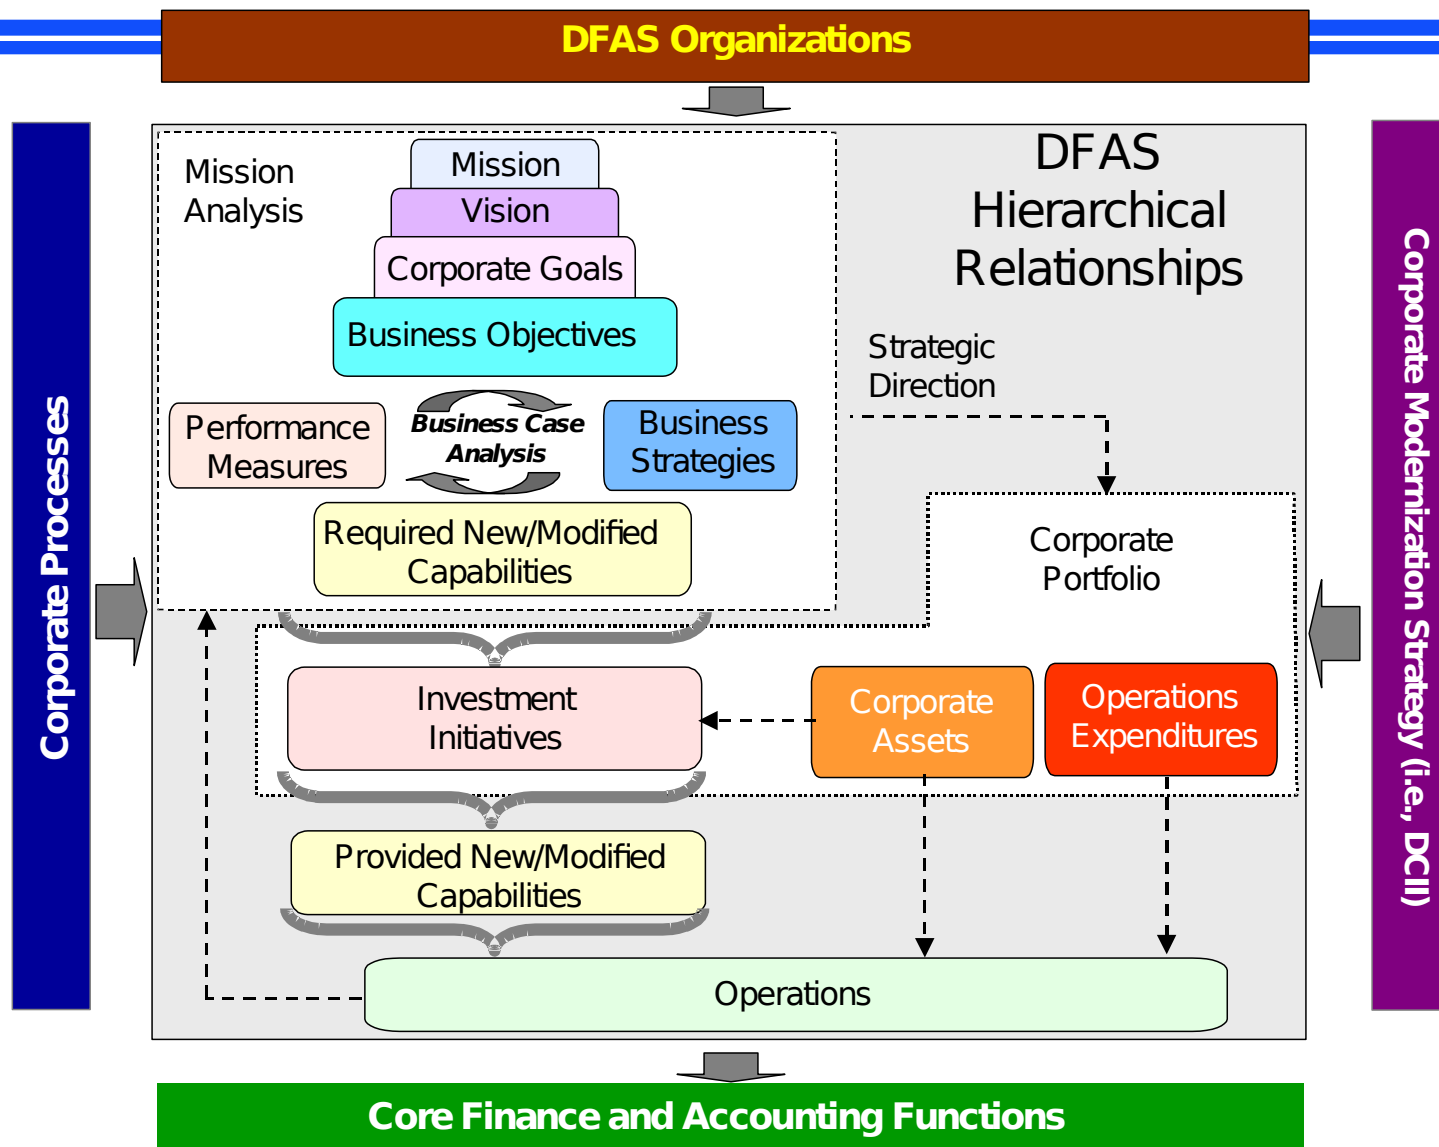 DFAS Organizations
Corporate Processes
Mission
Analysis
Mission
Vision
Corporate Goals
Business Objectives
Performance
Measures
Business Case
Analysis
Business
Strategies
Required New/Modified
Capabilities
DFAS
Hierarchical
Relationships
Strategic
Direction
Corporate
Portfolio
Investment
Initiatives
Corporate
Assets
Operations
Expenditures
Provided New/Modified
Capabilities
Operations
Corporate Modernization Strategy (i.e., DCII)
Core Finance and Accounting Functions